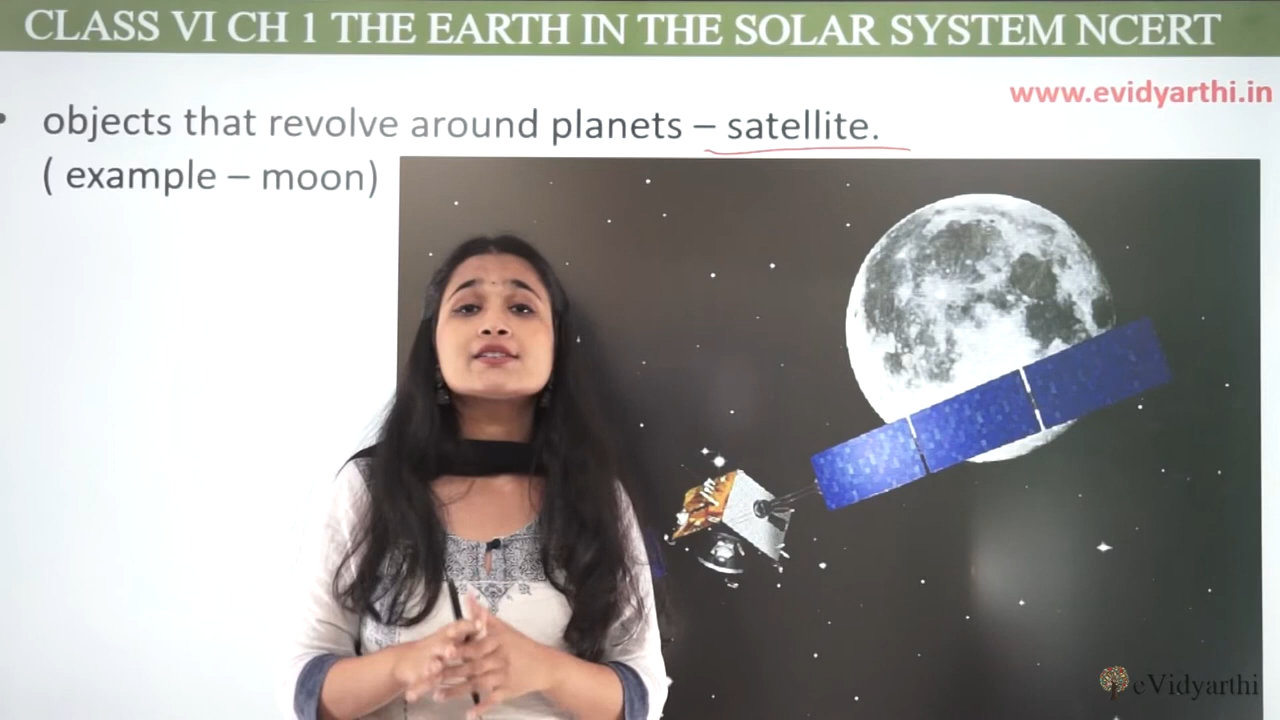 CLASS VI CH 1 THE EARTH IN THE SOLAR SYSTEM NCERT
www.evidyarthi.in
• objects that revolve around planets – satellite.
( example – moon)
eVidyarthi